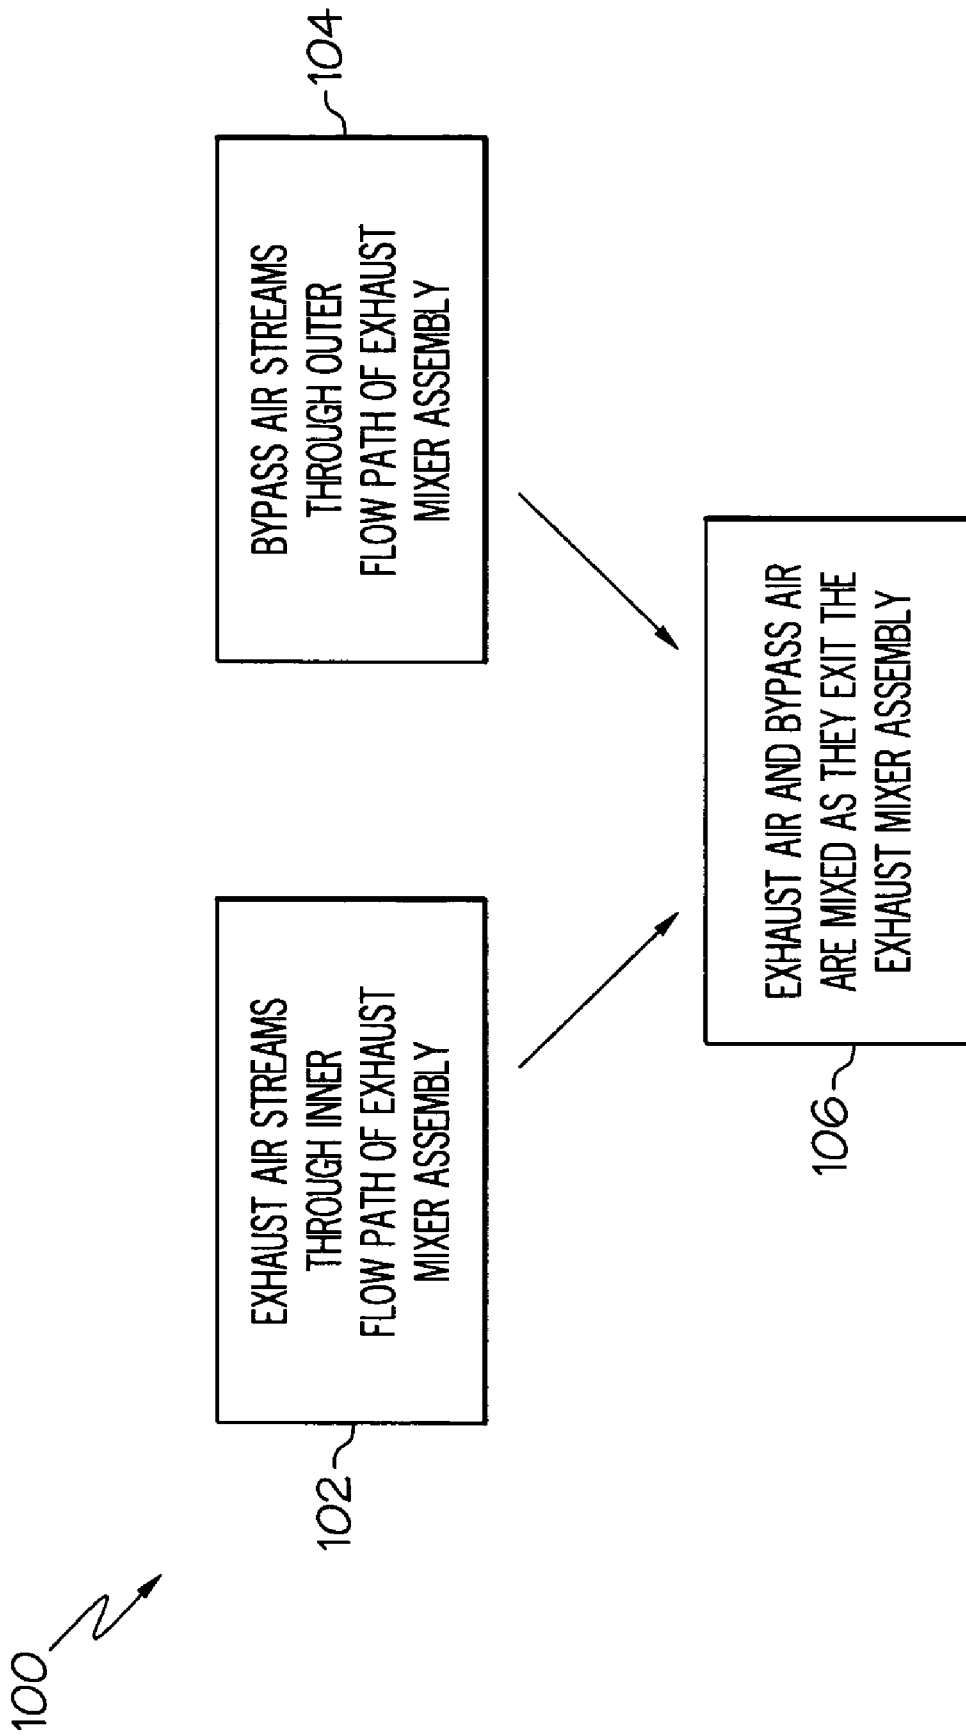 100
102
EXHAUST AIR STREAMS
THROUGH INNER
FLOW PATH OF EXHAUST
MIXER ASSEMBLY
104
BYPASS AIR STREAMS
THROUGH OUTER
FLOW PATH OF EXHAUST
MIXER ASSEMBLY
106
EXHAUST AIR AND BYPASS AIR
ARE MIXED AS THEY EXIT THE
EXHAUST MIXER ASSEMBLY